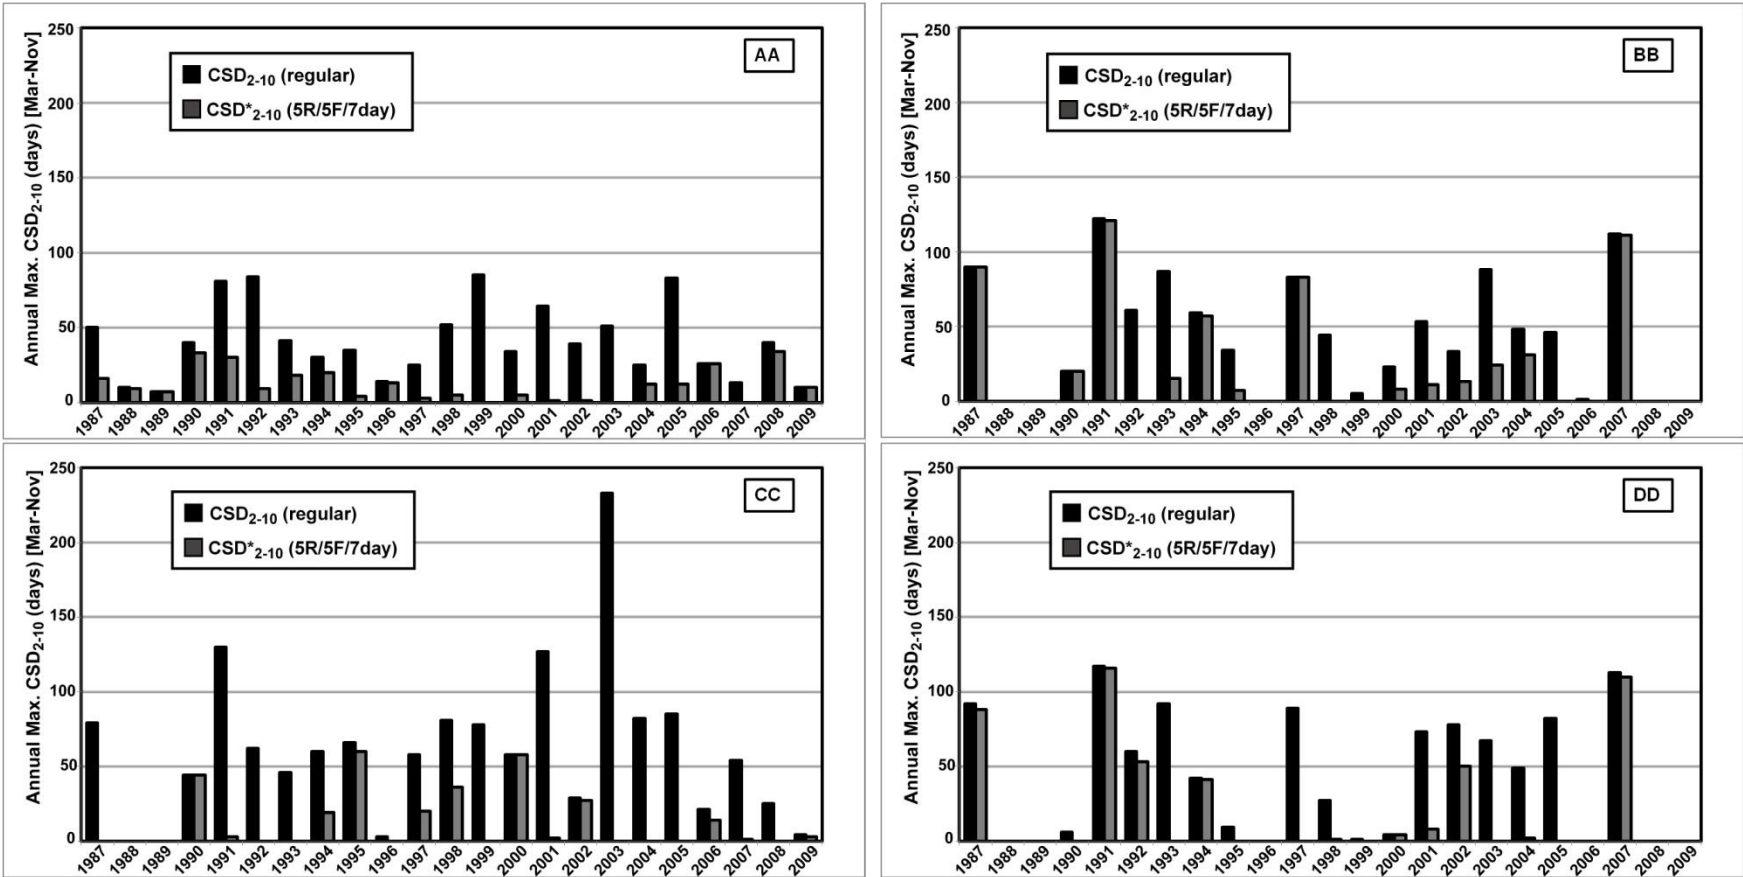 Annual Max. CSD2-10 (days) [Mar-Nov]
250
200
150
100
50
0
AA
CSD2-10 (regular)
CSD*2-10 (5R/5F/7day)
1987 1988 1989 1990 1991 1992 1993 1994 1995 1996 1997 1998 1999 2000 2001 2002 2003 2004 2005 2006 2007 2008 2009
Annual Max. CSD2-10 (days) [Mar-Nov]
250
200
150
100
50
0
BB
CSD2-10 (regular)
CSD*2-10 (5R/5F/7day)
1987 1988 1989 1990 1991 1992 1993 1994 1995 1996 1997 1998 1999 2000 2001 2002 2003 2004 2005 2006 2007 2008 2009
Annual Max. CSD2-10 (days) [Mar-Nov]
250
200
150
100
50
0
CC
CSD2-10 (regular)
CSD*2-10 (5R/5F/7day)
1987 1988 1989 1990 1991 1992 1993 1994 1995 1996 1997 1998 1999 2000 2001 2002 2003 2004 2005 2006 2007 2008 2009
Annual Max. CSD2-10 (days) [Mar-Nov]
250
200
150
100
50
0
DD
CSD2-10 (regular)
CSD*2-10 (5R/5F/7day)
1987 1988 1989 1990 1991 1992 1993 1994 1995 1996 1997 1998 1999 2000 2001 2002 2003 2004 2005 2006 2007 2008 2009